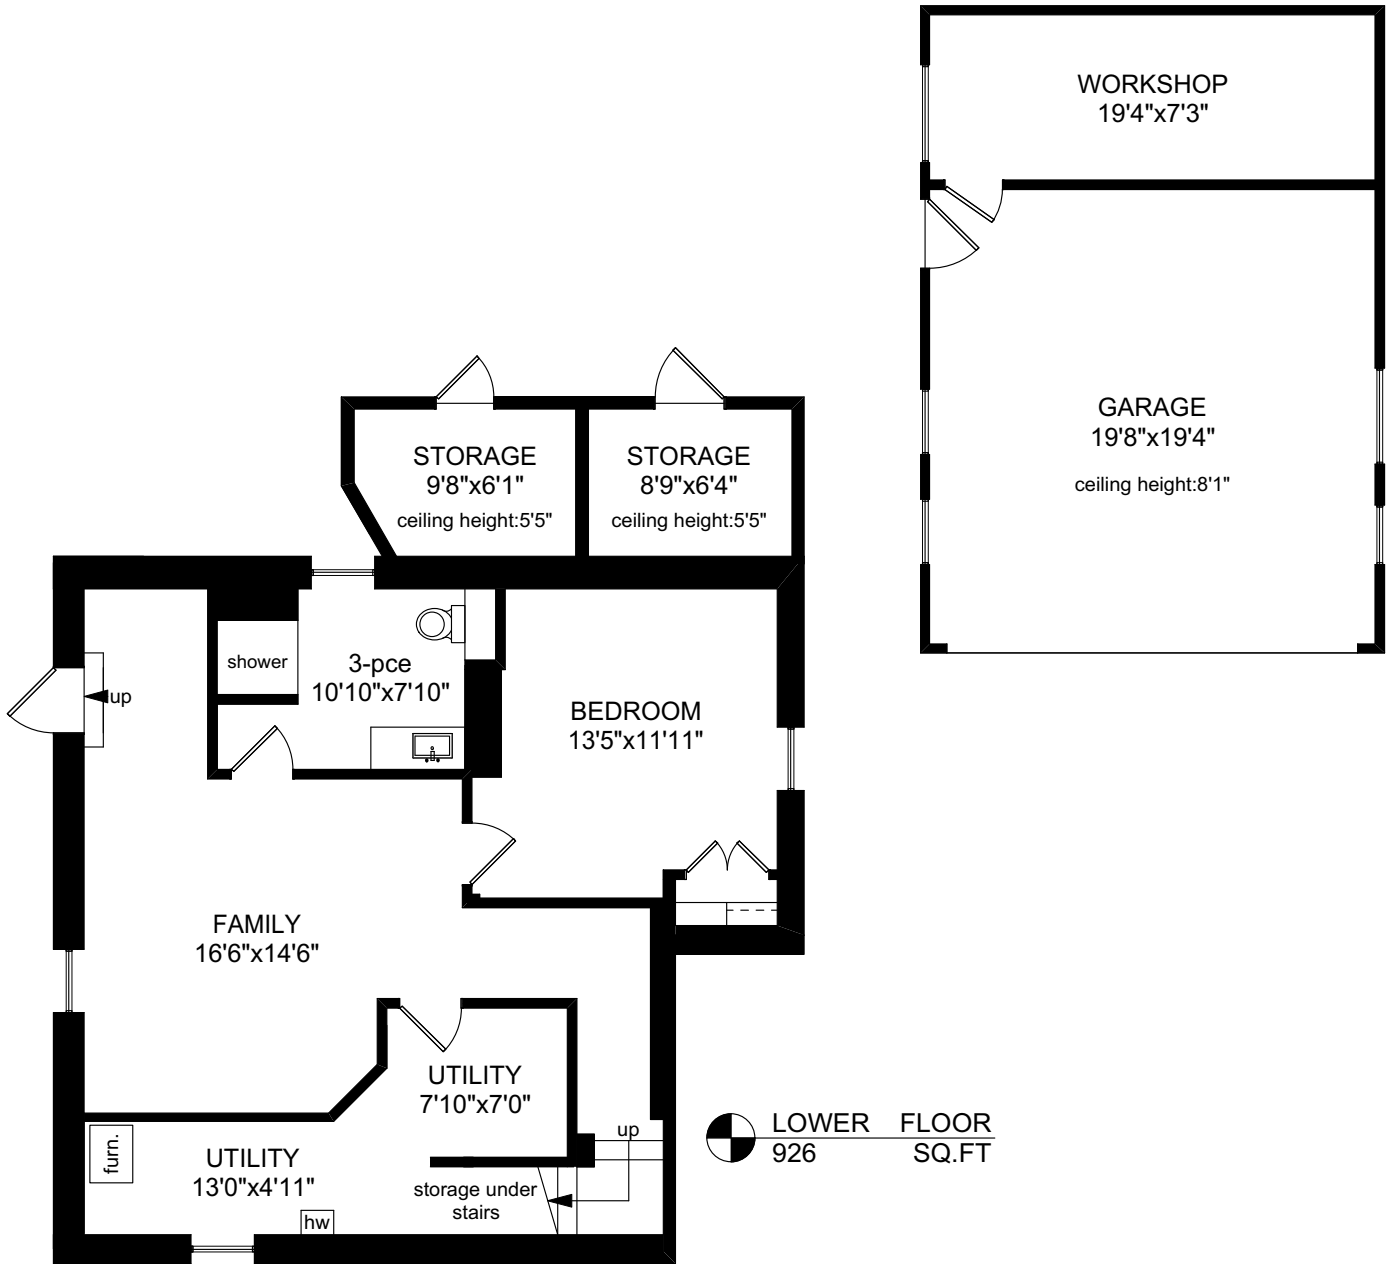 WORKSHOP
19'4"x7'3"
GARAGE
19'8"x19'4"
ceiling height:8'1"
STORAGE
9'8"x6'1"
ceiling height:5'5"
STORAGE
8'9"x6'4"
ceiling height:5'5"
shower
3-pce
10'10"x7'10"
up
BEDROOM
13'5"x11'11"
FAMILY
16'6"x14'6"
UTILITY
7'10"x7'0"
up
furn.
UTILITY
13'0"x4'11"
storage under
stairs
hw
LOWER FLOOR
926 SQ.FT